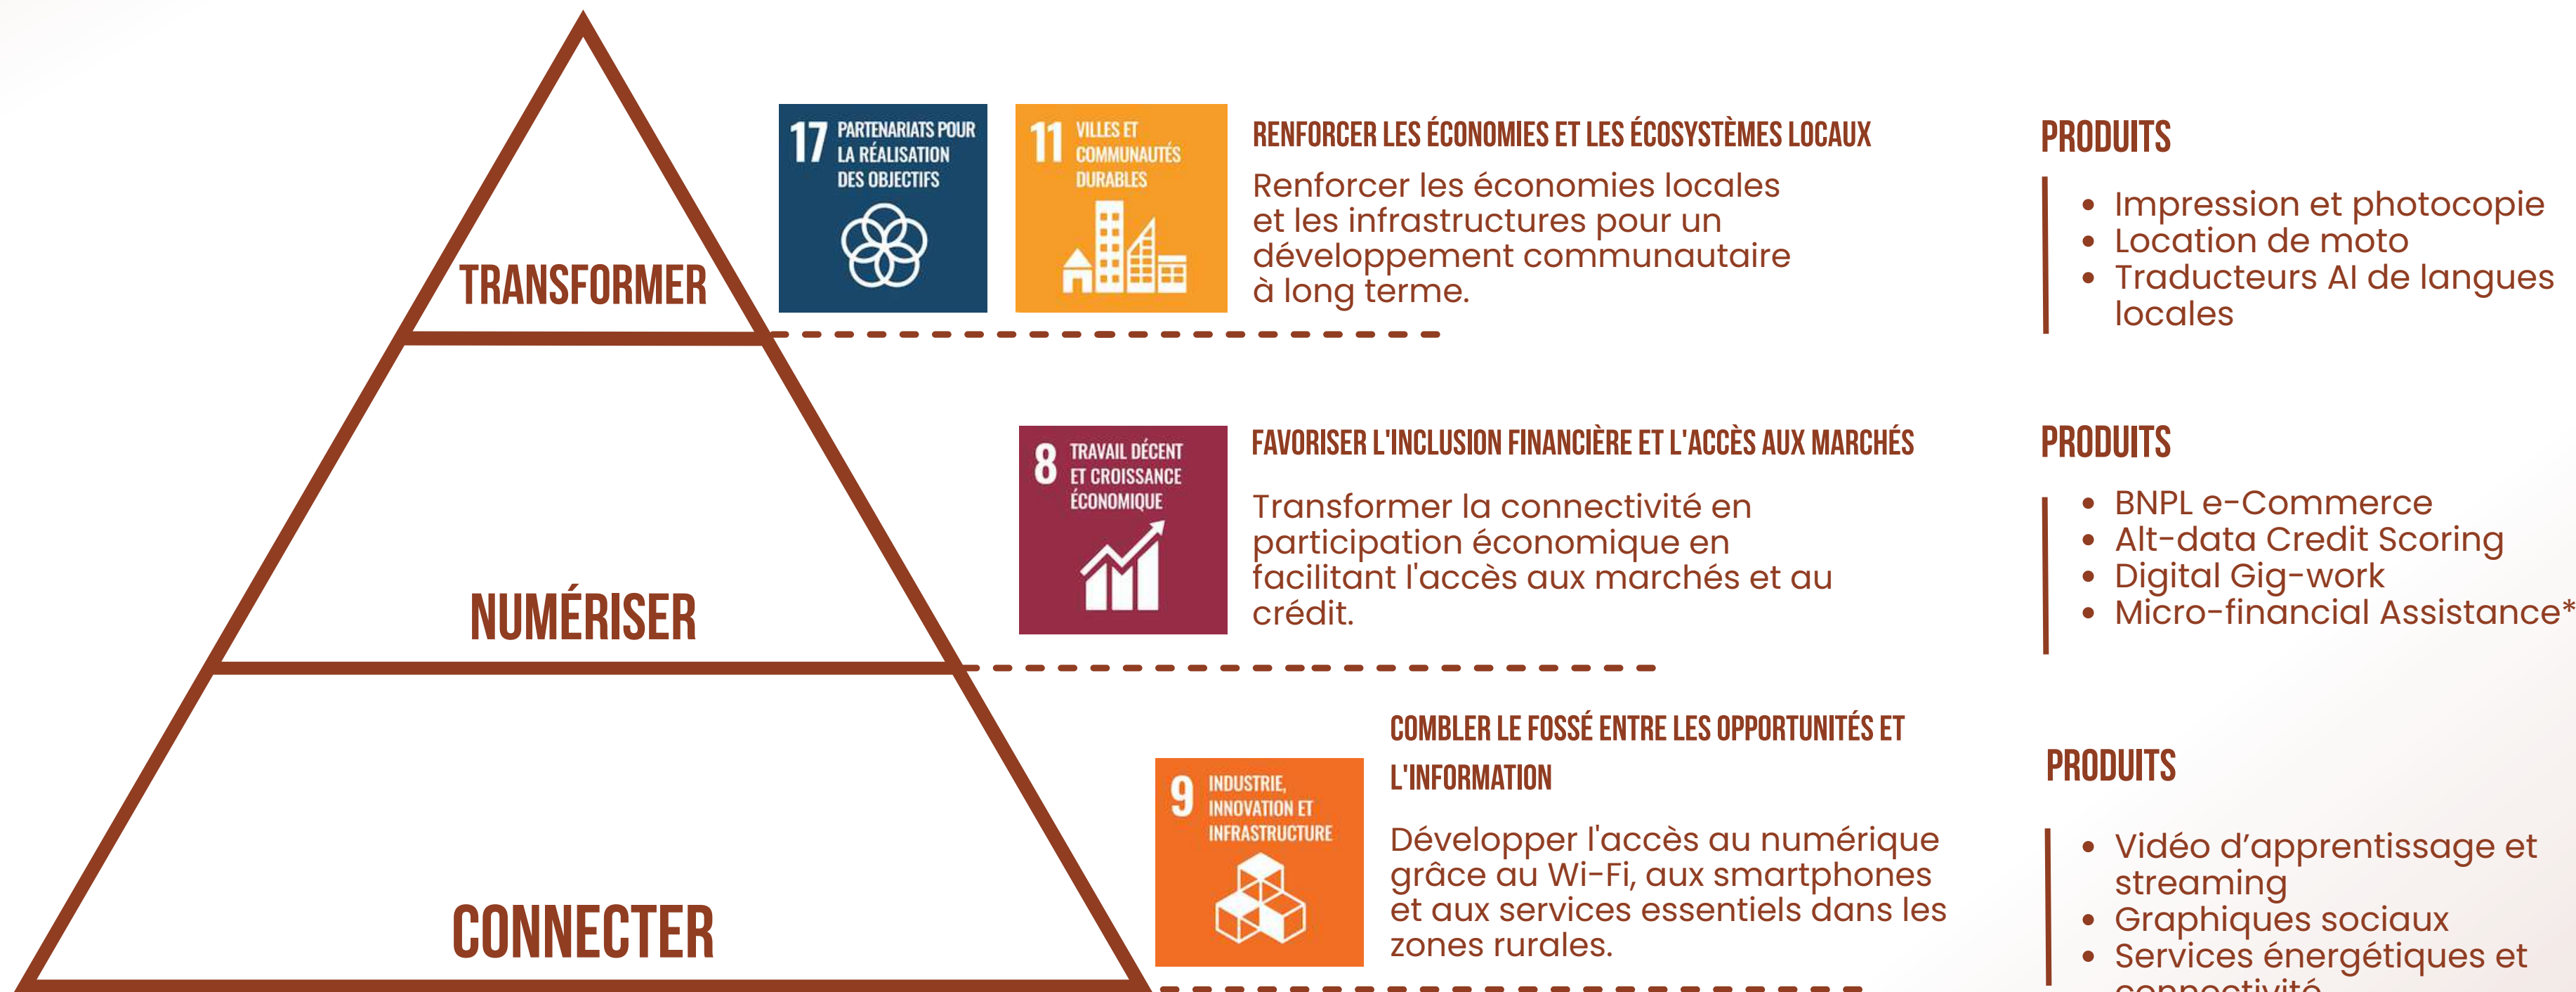 TRANSFORMER
17 PARTENARIATS POUR
LA RÉALISATION
DES OBJECTIFS
11 VILLES ET
COMMUNAUTÉS
DURABLES
RENFORCER LES ÉCONOMIES ET LES ÉCOSYSTÈMES LOCAUX
Renforcer les économies locales
et les infrastructures pour un
développement communautaire
à long terme.
PRODUITS
• Impression et photocopie
• Location de moto
• Traducteurs AI de langues
locales
NUMÉRISER
8 TRAVAIL DÉCENT
ET CROISSANCE
ÉCONOMIQUE
FAVORISER L'INCLUSION FINANCIÈRE ET L'ACCÈS AUX MARCHÉS
Transformer la connectivité en
participation économique en
facilitant l'accès aux marchés et au
crédit.
PRODUITS
• BNPL e-Commerce
• Alt-data Credit Scoring
• Digital Gig-work
• Micro-financial Assistance*
CONNECTER
9 INDUSTRIE,
INNOVATION ET
INFRASTRUCTURE
COMBLER LE FOSSÉ ENTRE LES OPPORTUNITÉS ET
L'INFORMATION
Développer l'accès au numérique
grâce au Wi-Fi, aux smartphones
et aux services essentiels dans les
zones rurales.
PRODUITS
• Vidéo d’apprentissage et
streaming
• Graphiques sociaux
• Services énergétiques et
connectivité